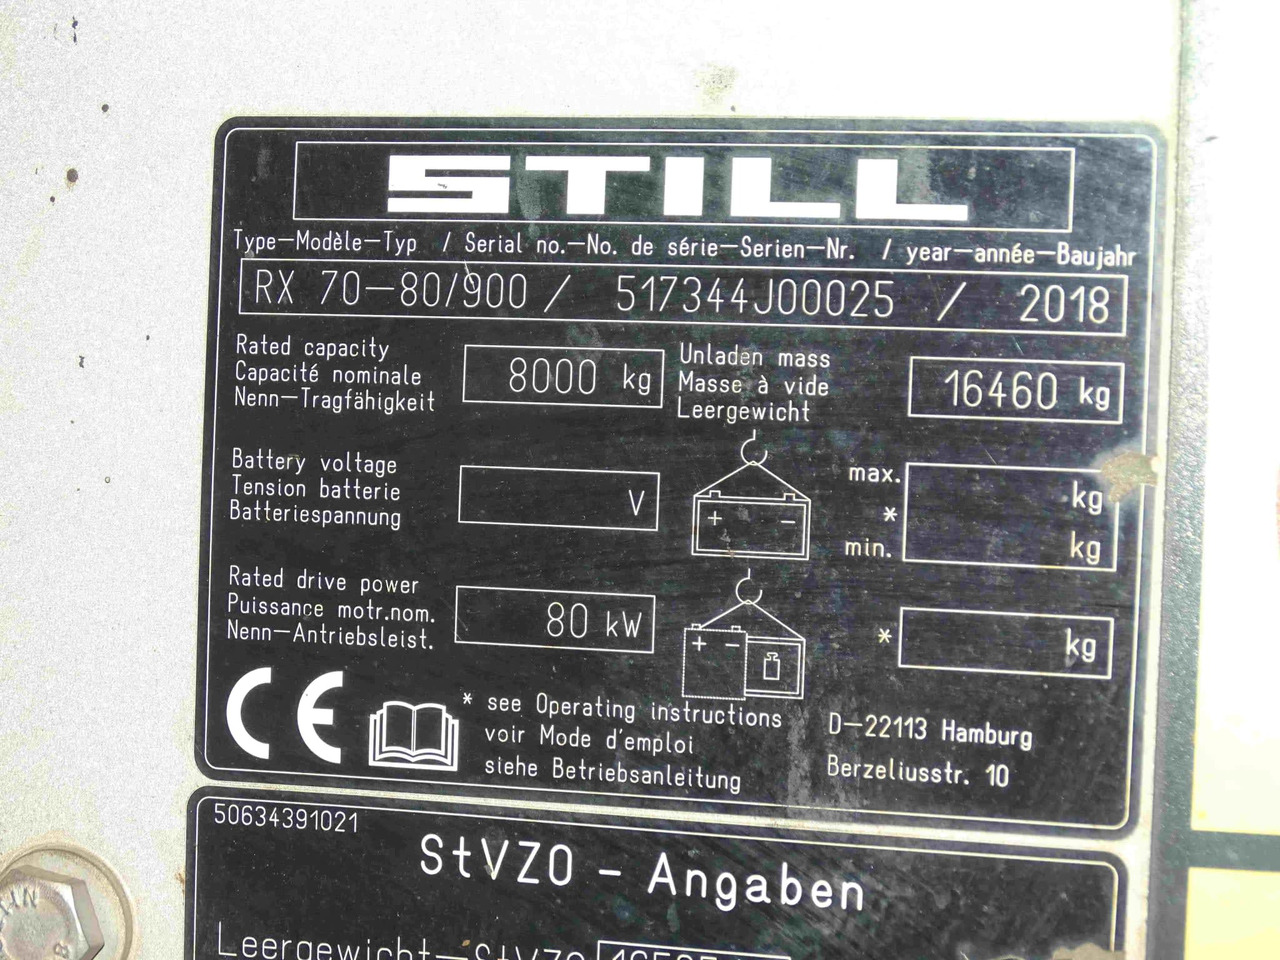 STILL
Type—Modèle—Typ / Serial no.—No. de série—Serien—Nr. / year—année—Baujahr
RX 70—80/900 / 517344J00025 / 2018
Rated capacity
Capacité nominale
Nenn—Tragfähigkeit
8000 kg
Unladen mass
Masse à vide
Leergewicht
16460 kg
Battery voltage
Tension batterie
Batteriespannung
V
+ −
max. kg
*
min. kg
Rated drive power
Puissance motr.nom.
Nenn—Antriebsleist.
80 kW
+ −
* kg
CE
* see Operating instructions
voir Mode d'emploi
siehe Betriebsanleitung
D—22113 Hamburg
Berzeliusstr. 10
50634391021
StVZO – Angaben
Leergewicht—StVZO